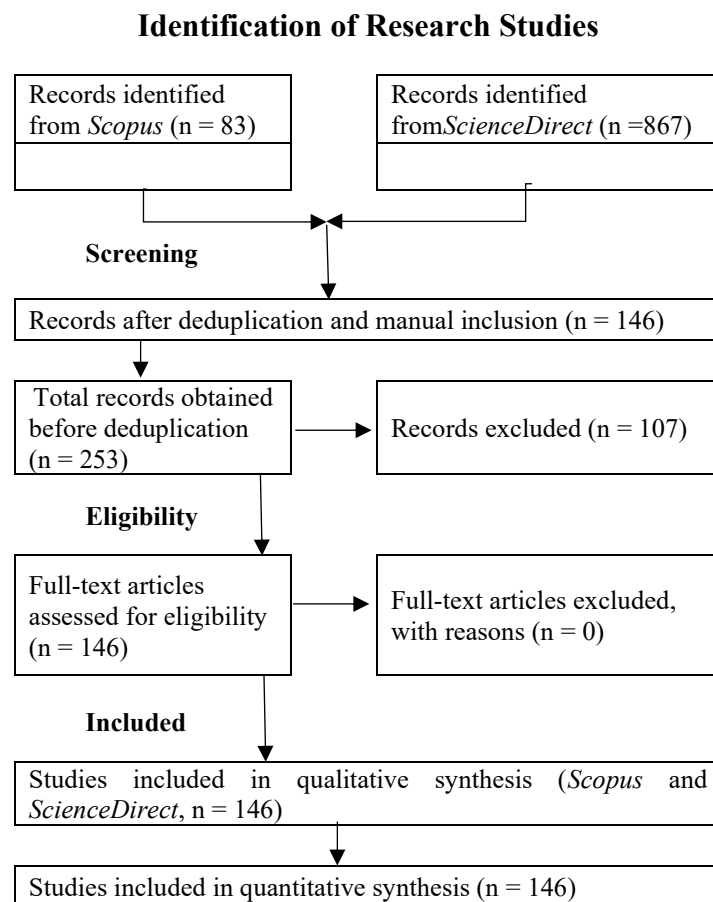 Identification of Research Studies
Records identified
from Scopus (n = 83)
Records identified
fromScienceDirect (n =867)
Screening
Records after deduplication and manual inclusion (n = 146)
Total records obtained
before deduplication
(n = 253)
Records excluded (n = 107)
Eligibility
Full-text articles
assessed for eligibility
(n = 146)
Full-text articles excluded,
with reasons (n = 0)
Included
Studies included in qualitative synthesis (Scopus and
ScienceDirect, n = 146)
Studies included in quantitative synthesis (n = 146)